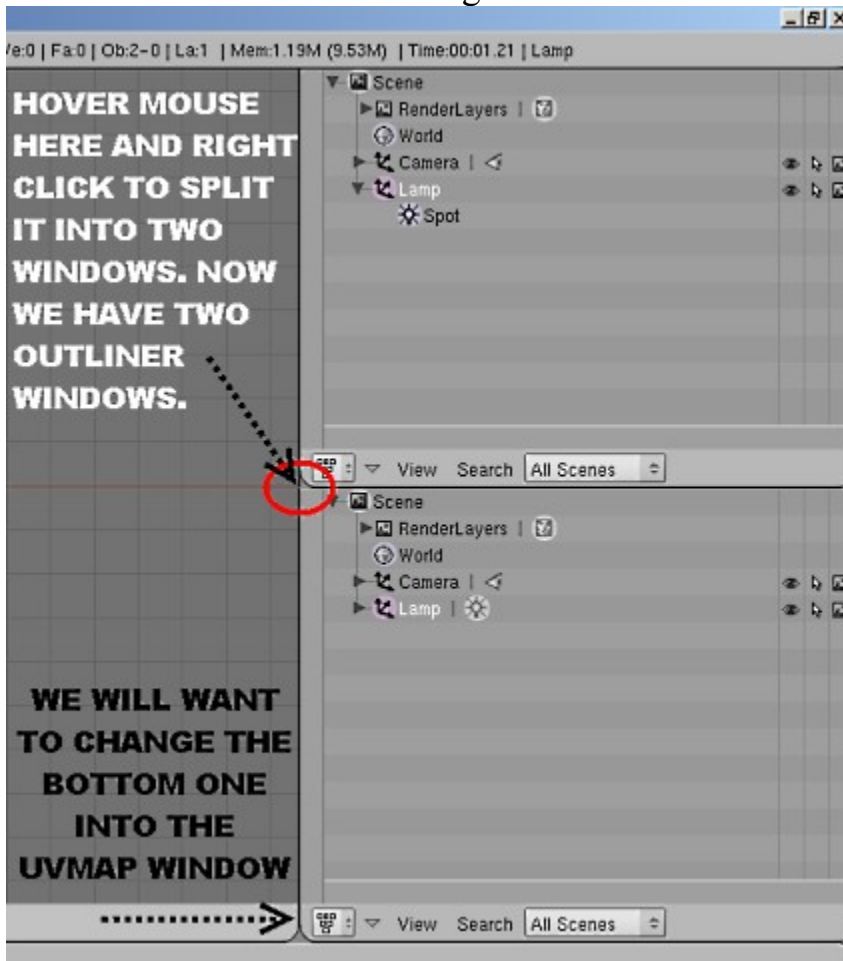 /e:0 | Fa:0 | Ob:2-0 | La:1 | Mem:1.19M (9.53M) | Time:00:01.21 | Lamp
HOVER MOUSE
HERE AND RIGHT
CLICK TO SPLIT
IT INTO TWO
WINDOWS. NOW
WE HAVE TWO
OUTLINER
WINDOWS.
Scene
RenderLayers |
World
Camera |
Lamp
Spot
View Search All Scenes
Scene
RenderLayers |
World
Camera |
Lamp |
WE WILL WANT
TO CHANGE THE
BOTTOM ONE
INTO THE
UVMAP WINDOW
View Search All Scenes